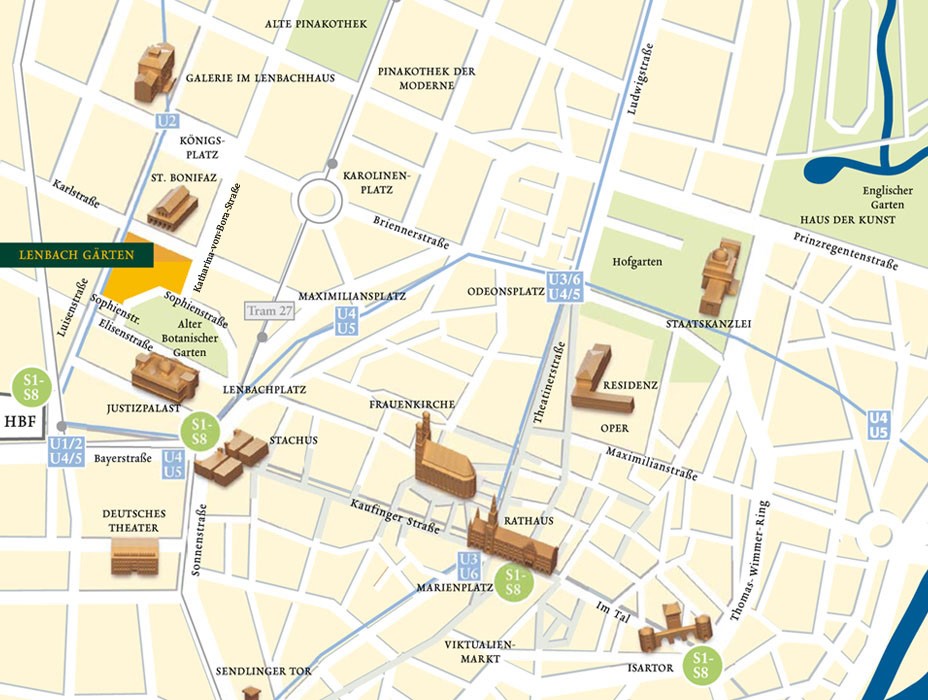 ALTE PINAKOTHEK
GALERIE IM LENBACHHAUS
PINAKOTHEK DER
MODERNE
Ludwigstraße
U2
KÖNIGS-
PLATZ
ST. BONIFAZ
KAROLINEN-
PLATZ
Karlstraße
Katharina-von-Bora-Straße
Briennerstraße
Englischer
Garten
HAUS DER KUNST
Prinzregentenstraße
LENBACH GÄRTEN
Hofgarten
ODEONSPLATZ
U3/6
U4/5
Luisenstraße
Sophienstr.
Sophienstraße
Elisenstraße
Alter
Botanischer
Garten
Tram 27
MAXIMILIANSPLATZ
U4
U5
STAATSKANZLEI
Theatinerstraße
S1-
S8
HBF
JUSTIZPALAST
LENBACHPLATZ
FRAUENKIRCHE
RESIDENZ
OPER
U4
U5
S1-
S8
STACHUS
U1/2
U4/5
Bayerstraße
U4
U5
Maximilianstraße
DEUTSCHES
THEATER
Sonnenstraße
Kaufinger Straße
RATHAUS
Thomas-Wimmer-Ring
U3
U6
MARIENPLATZ
S1-
S8
Im Tal
VIKTUALIEN-
MARKT
ISARTOR
S1-
S8
SENDLINGER TOR